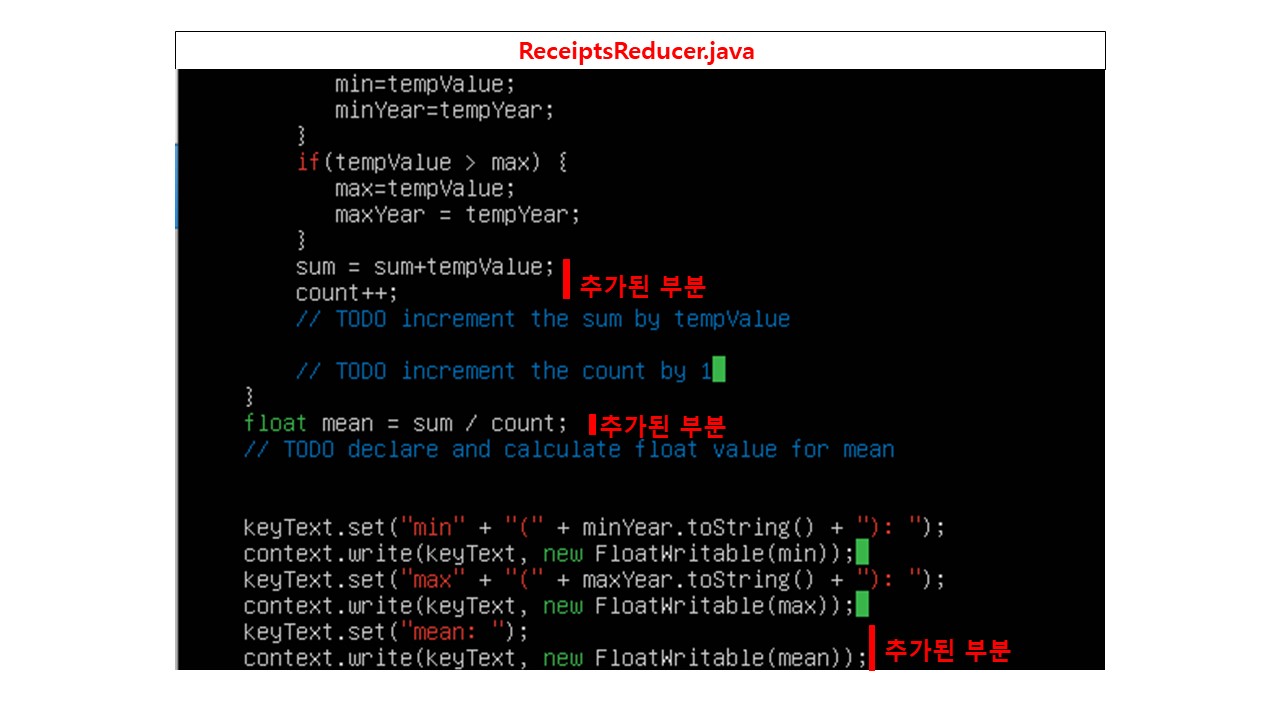 ReceiptsReducer.java
min=tempValue;
minYear=tempYear;
}
if(tempValue > max) {
max=tempValue;
maxYear = tempYear;
}
sum = sum+tempValue;
추가된 부분
count++;
// TODO increment the sum by tempValue
// TODO increment the count by 1
}
float mean = sum / count; 추가된 부분
// TODO declare and calculate float value for mean
keyText.set("min" + "(" + minYear.toString() + "): ");
context.write(keyText, new FloatWritable(min));
keyText.set("max" + "(" + maxYear.toString() + "): ");
context.write(keyText, new FloatWritable(max));
keyText.set("mean: ");
context.write(keyText, new FloatWritable(mean)); 추가된 부분